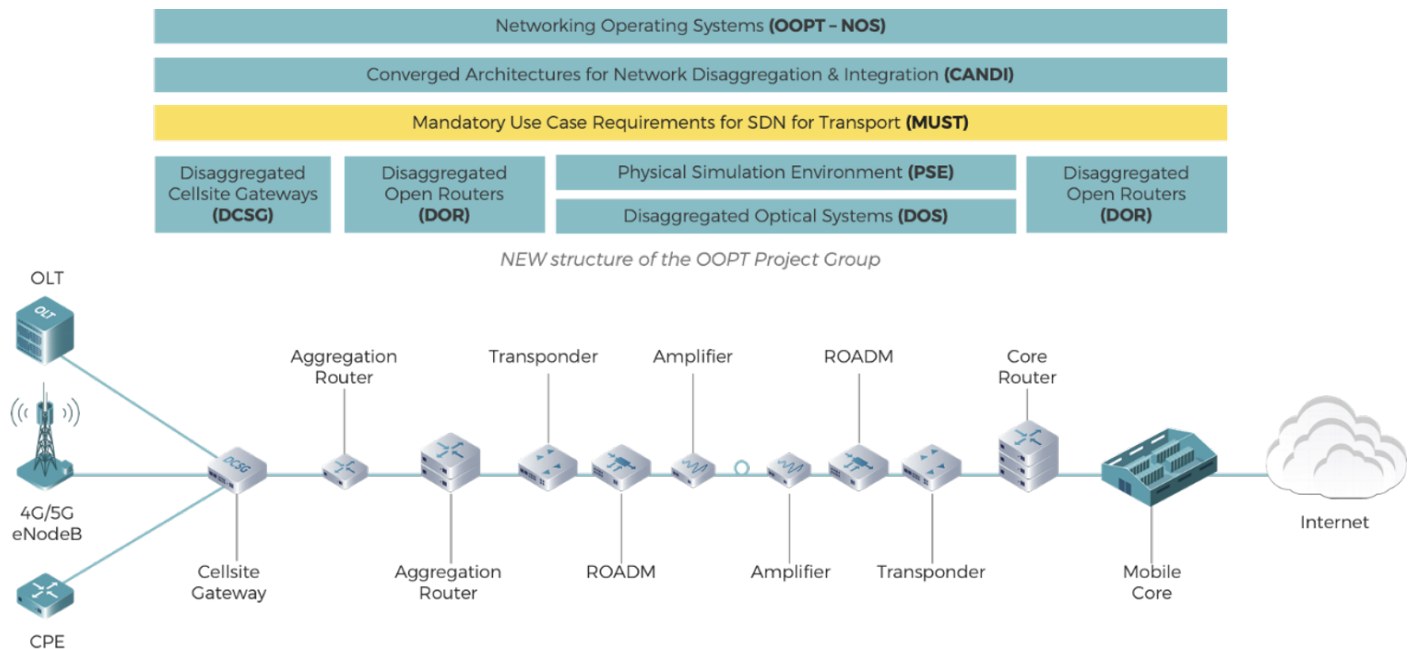 Networking Operating Systems (OOPT – NOS)
Converged Architectures for Network Disaggregation & Integration (CANDI)
Mandatory Use Case Requirements for SDN for Transport (MUST)
Disaggregated
Cellsite Gateways
(DCSG)
Disaggregated
Open Routers
(DOR)
Physical Simulation Environment (PSE)
Disaggregated Optical Systems (DOS)
Disaggregated
Open Routers
(DOR)
NEW structure of the OOPT Project Group
OLT
OLT
4G/5G
eNodeB
CPE
DCSG
Cellsite
Gateway
Aggregation
Router
Aggregation
Router
Transponder
ROADM
Amplifier
Amplifier
ROADM
Transponder
Core
Router
Mobile
Core
Internet